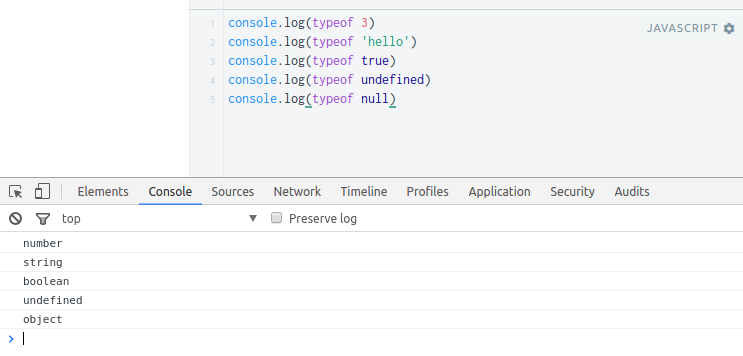 1 console.log(typeof 3)
JAVASCRIPT
2 console.log(typeof 'hello')
3 console.log(typeof true)
4 console.log(typeof undefined)
5 console.log(typeof null)
Elements Console Sources Network Timeline Profiles Application Security Audits
top Preserve log
number
string
boolean
undefined
object